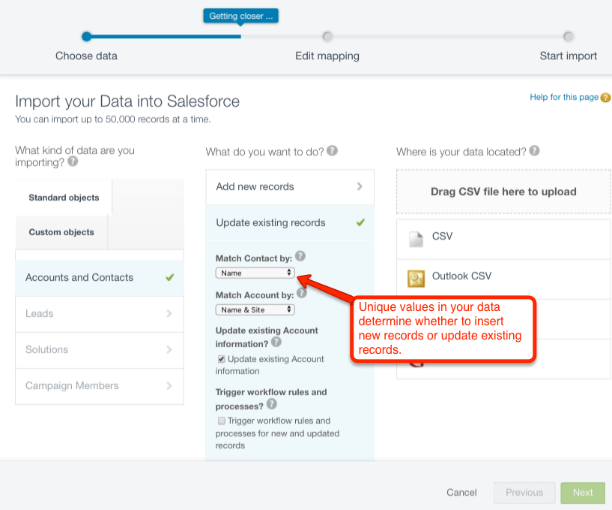 Getting closer ...
Choose data
Edit mapping
Start import
Import your Data into Salesforce
Help for this page ?
You can import up to 50,000 records at a time.
What kind of data are you
importing? ?
Standard objects
Custom objects
Accounts and Contacts
Leads
Solutions
Campaign Members
What do you want to do? ?
Add new records
Update existing records
Match Contact by: ?
Name
Match Account by: ?
Name & Site
Update existing Account
information? ?
Update existing Account
information
Trigger workflow rules and
processes? ?
Trigger workflow rules and
processes for new and updated
records
Where is your data located? ?
Drag CSV file here to upload
CSV
Outlook CSV
Unique values in your data
determine whether to insert
new records or update existing
records.
Cancel
Previous
Next